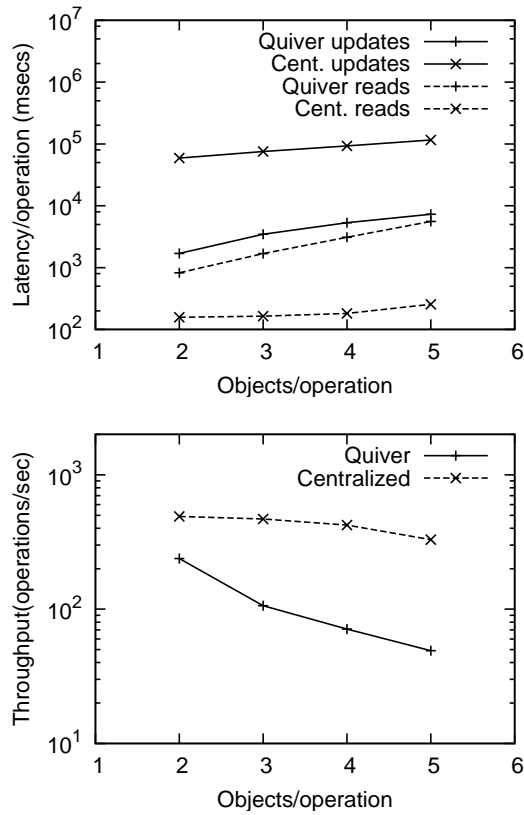 10^7
10^6
10^5
10^4
10^3
10^2
Latency/operation (msecs)
Quiver updates
Cent. updates
Quiver reads
Cent. reads
1 2 3 4 5 6
Objects/operation
10^3
10^2
10^1
Throughput(operations/sec)
Quiver
Centralized
1 2 3 4 5 6
Objects/operation